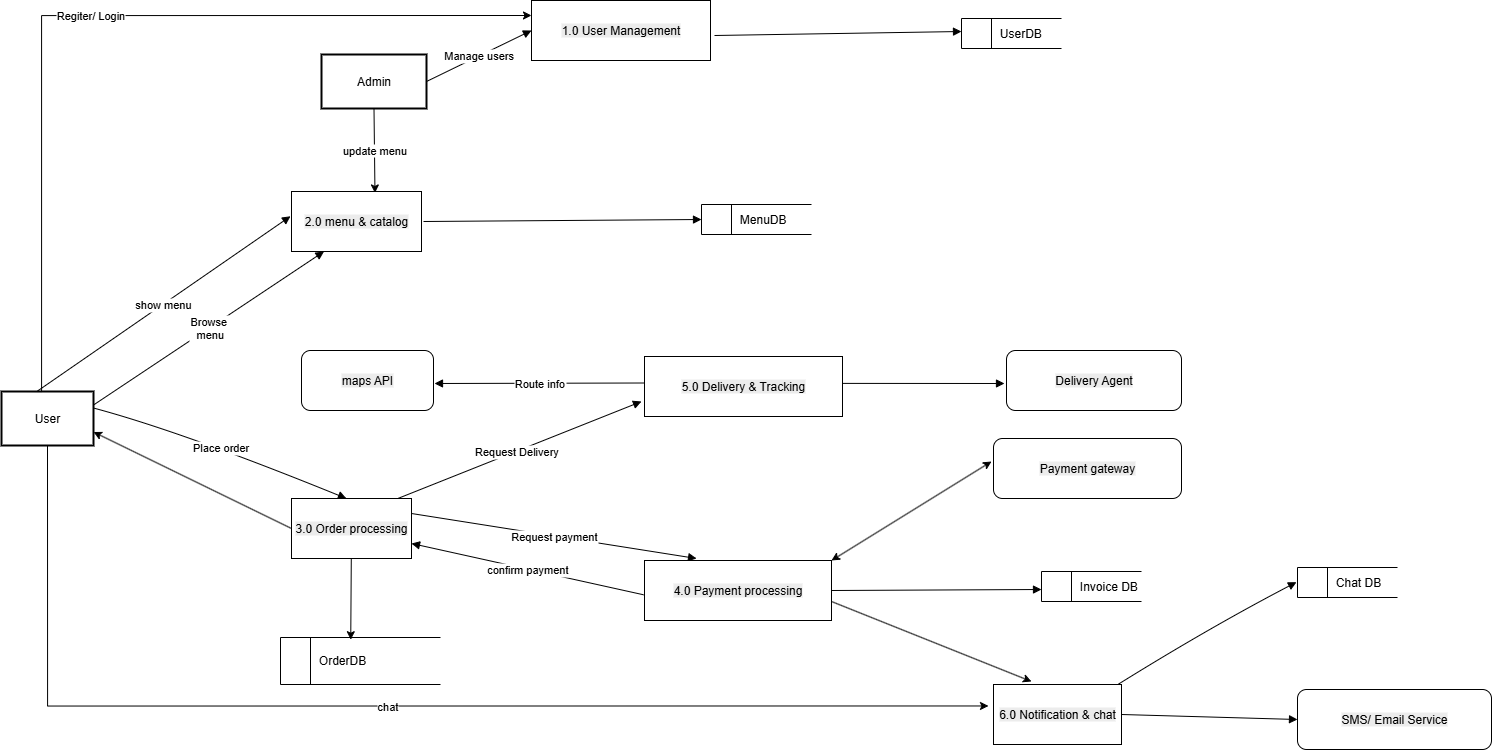 Regiter/ Login
1.0 User Management
UserDB
Manage users
Admin
update menu
2.0 menu & catalog
MenuDB
show menu
Browse
menu
maps API
Route info
5.0 Delivery & Tracking
Delivery Agent
User
Place order
Request Delivery
Payment gateway
3.0 Order processing
Request payment
confirm payment
4.0 Payment processing
Invoice DB
Chat DB
OrderDB
chat
6.0 Notification & chat
SMS/ Email Service